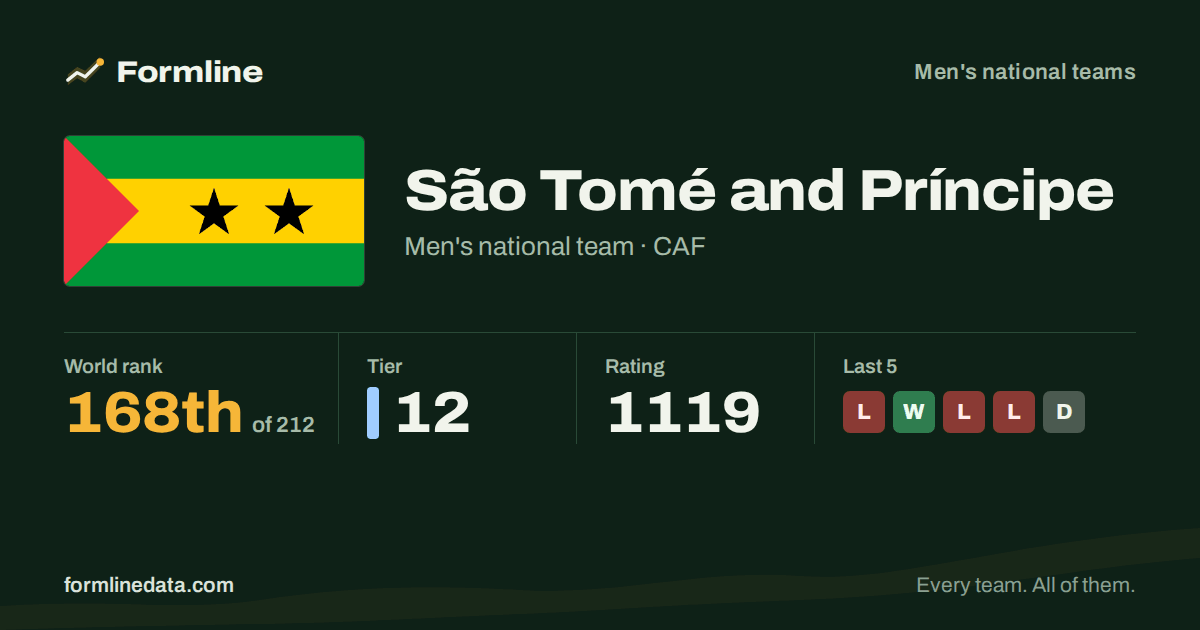 Formline
Men's national teams
São Tomé and Príncipe
Men's national team · CAF
World rank
168th of 212
Tier
12
Rating
1119
Last 5
L W L L D
formlinedata.com
Every team. All of them.